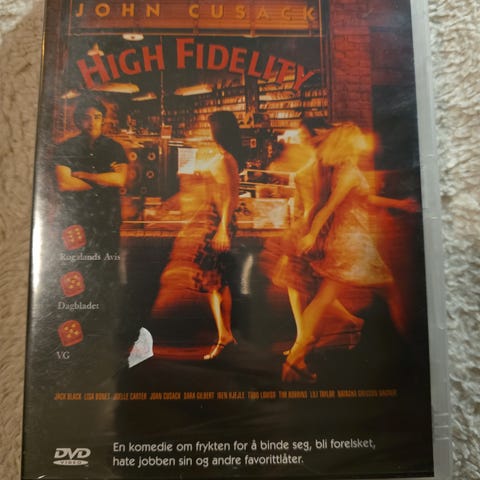 JOHN CUSACK
HIGH FIDELITY
Rogalands Avis
Dagbladet
VG
JACK BLACK LISA BONET JOELLE CARTER JOAN CUSACK SARA GILBERT IBEN HJEJLE TODD LOUISO TIM ROBBINS LILI TAYLOR NATASHA GREGSON WAGNER
DVD
VIDEO
En komedie om frykten for å binde seg, bli forelsket,
hate jobben sin og andre favorittlåter.